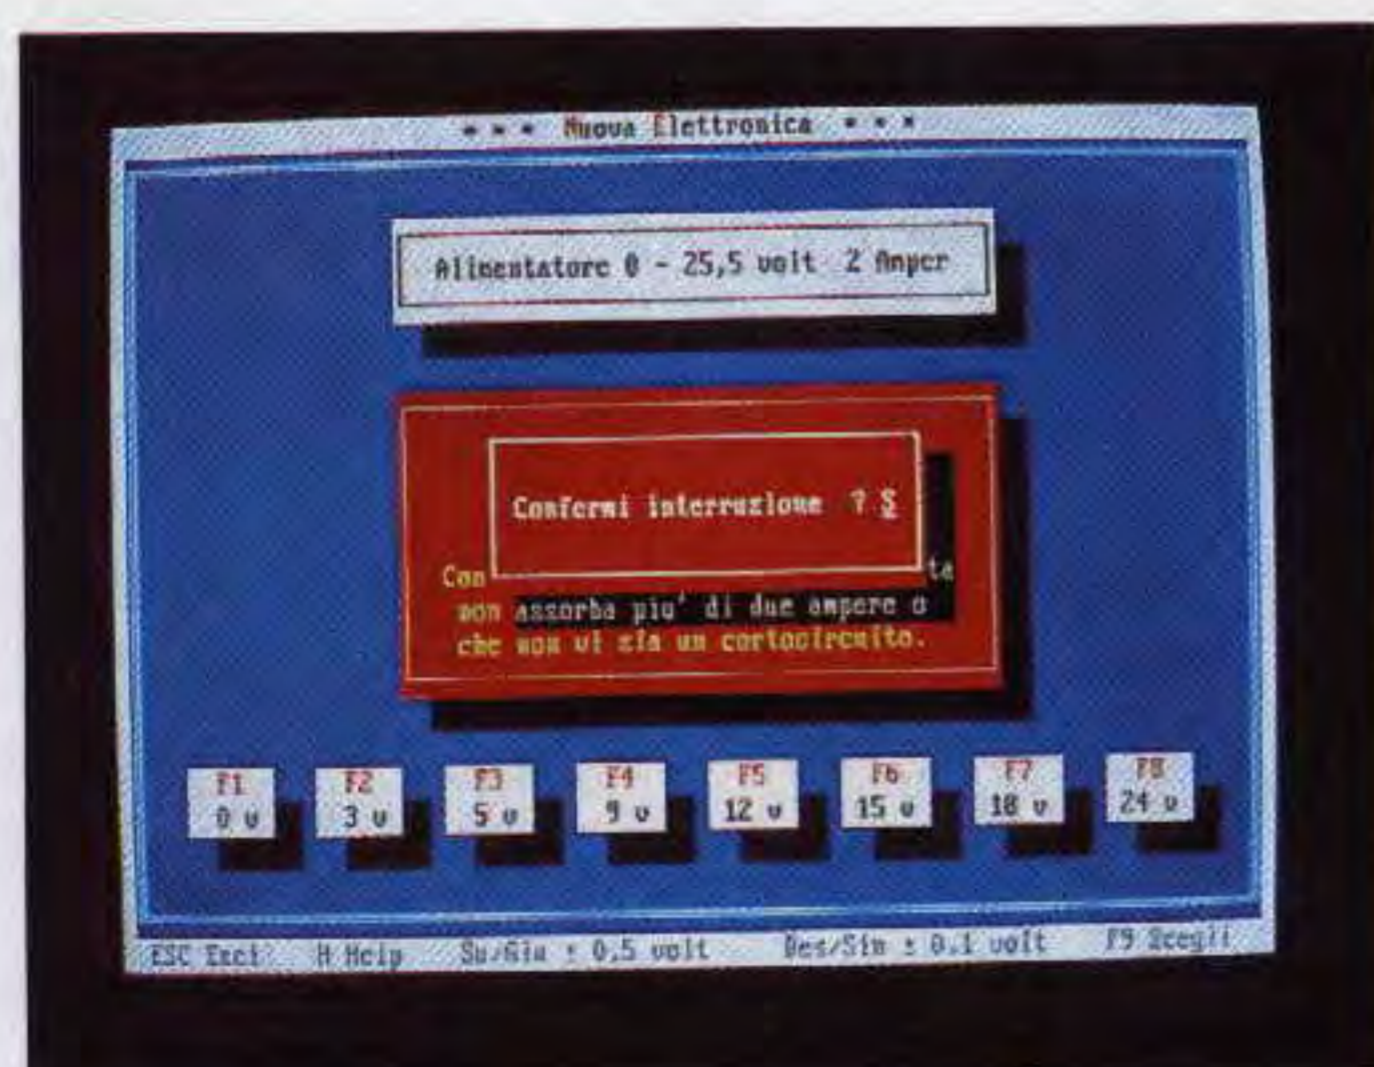 * * * Nuova Elettronica * * *
Alimentatore 0 - 25,5 volt 2 Amper
Confermi interruzione ? S
Con ta
non assorba piu' di due ampere o
che non vi sia un cortocircuito.
F1 F2 F3 F4 F5 F6 F7 F8
0 v 3 v 5 v 9 v 12 v 15 v 18 v 24 v
ESC Esci H Help Su/Giu ± 0,5 volt Des/Sin ± 0,1 volt F9 Scegli